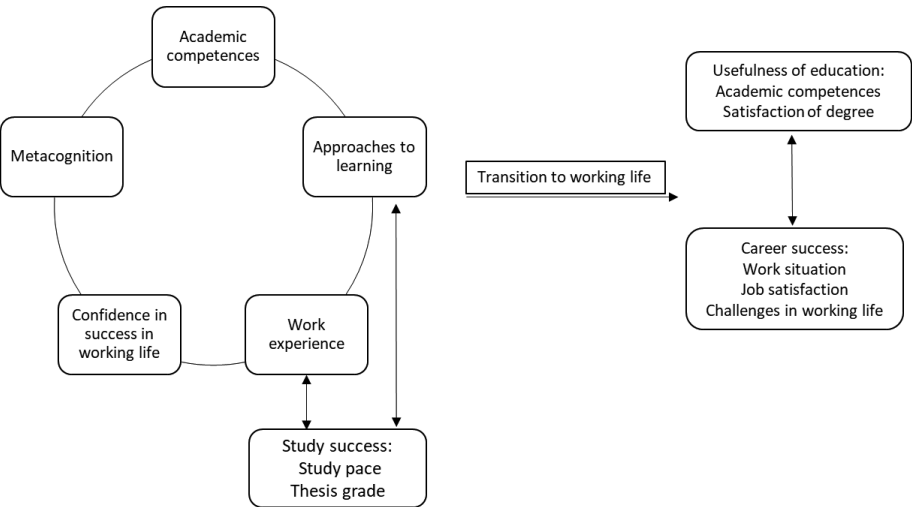 Academic
competences
Metacognition
Approaches to
learning
Confidence in
success in
working life
Work
experience
Study success:
Study pace
Thesis grade
Transition to working life
Usefulness of education:
Academic competences
Satisfaction of degree
Career success:
Work situation
Job satisfaction
Challenges in working life